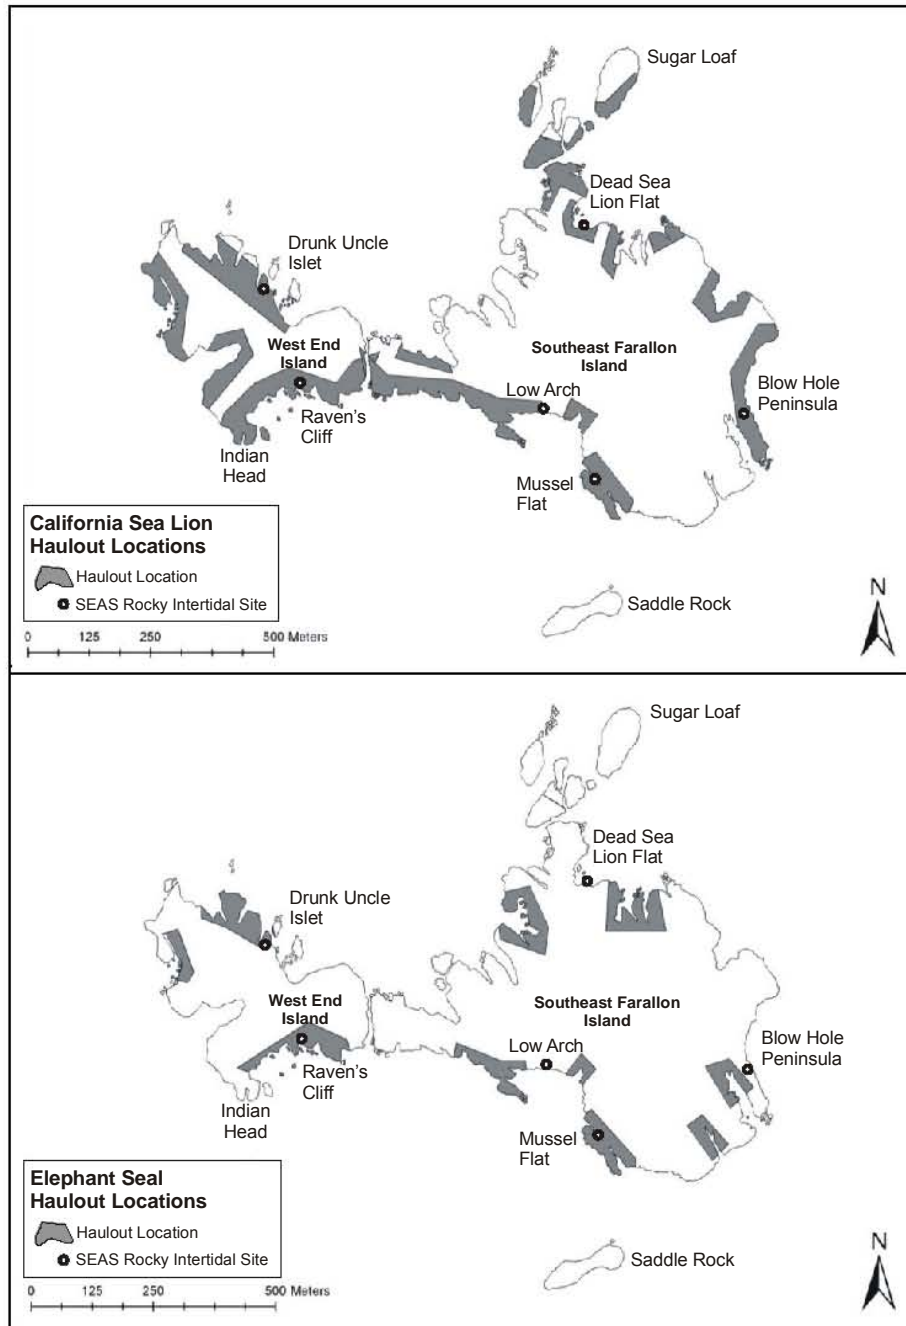 Sugar Loaf
Dead Sea
Lion Flat
Drunk Uncle
Islet
West End
Island
Southeast Farallon
Island
Low Arch
Blow Hole
Peninsula
Raven's
Cliff
Indian
Head
Mussel
Flat
California Sea Lion
Haulout Locations
Haulout Location
SEAS Rocky Intertidal Site
0 125 250 500 Meters
Saddle Rock
N
Sugar Loaf
Dead Sea
Lion Flat
Drunk Uncle
Islet
West End
Island
Southeast Farallon
Island
Low Arch
Blow Hole
Peninsula
Raven's
Cliff
Indian
Head
Mussel
Flat
Elephant Seal
Haulout Locations
Haulout Location
SEAS Rocky Intertidal Site
0 125 250 500 Meters
Saddle Rock
N